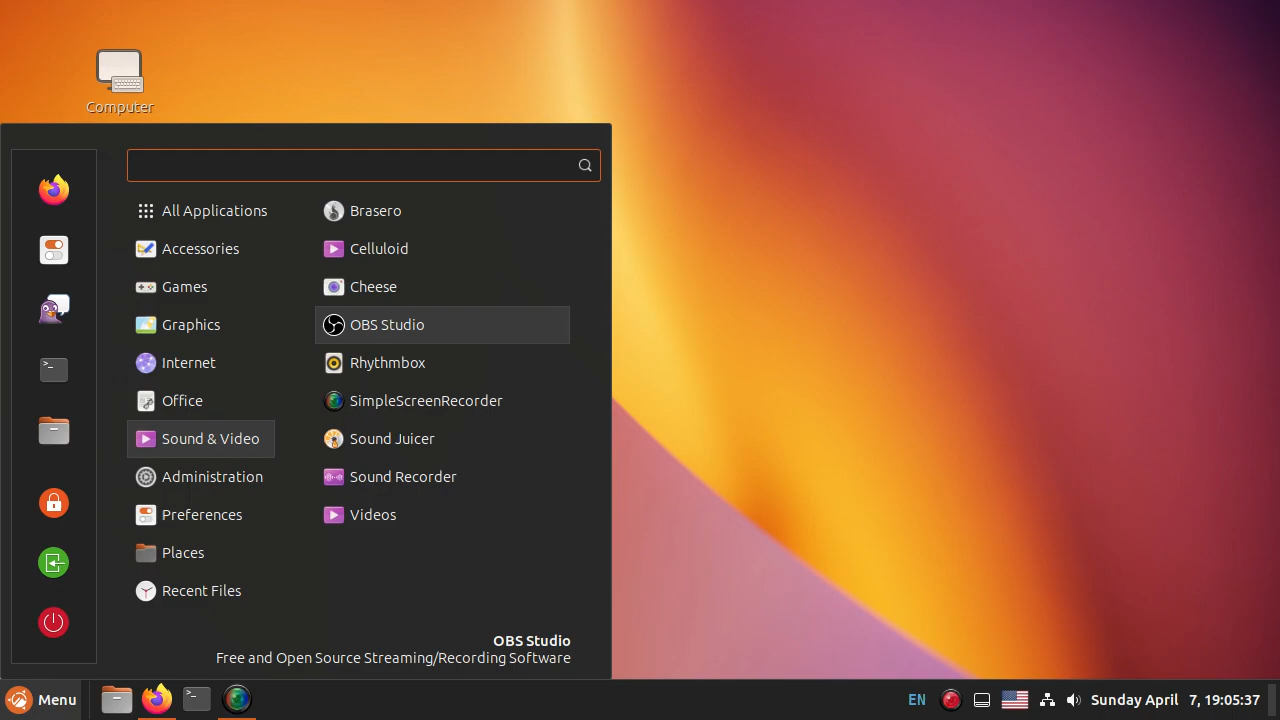 Computer
All Applications
Accessories
Games
Graphics
Internet
Office
Sound & Video
Administration
Preferences
Places
Recent Files
Brasero
Celluloid
Cheese
OBS Studio
Rhythmbox
SimpleScreenRecorder
Sound Juicer
Sound Recorder
Videos
OBS Studio
Free and Open Source Streaming/Recording Software
Menu
EN
Sunday April 7, 19:05:37